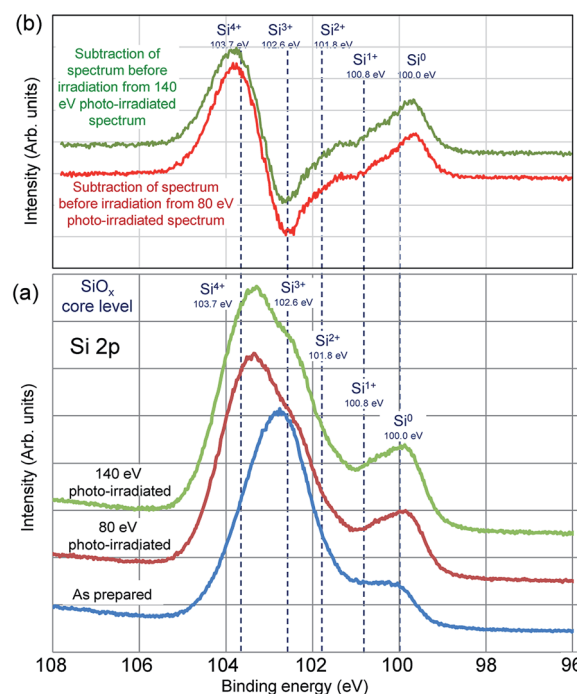 (b)
Si4+
103.7 eV
Si3+
102.6 eV
Si2+
101.8 eV
Si1+
100.8 eV
Si0
100.0 eV
Subtraction of
spectrum before
irradiation from 140
eV photo-irradiated
spectrum
Subtraction of spectrum
before irradiation from 80 eV
photo-irradiated spectrum
Intensity (Arb. units)
(a)
SiOx
core level
Si 2p
Si4+
103.7 eV
Si3+
102.6 eV
Si2+
101.8 eV
Si1+
100.8 eV
Si0
100.0 eV
140 eV
photo-irradiated
80 eV
photo-irradiated
As prepared
Intensity (Arb. units)
108 106 104 102 100 98 96
Binding energy (eV)